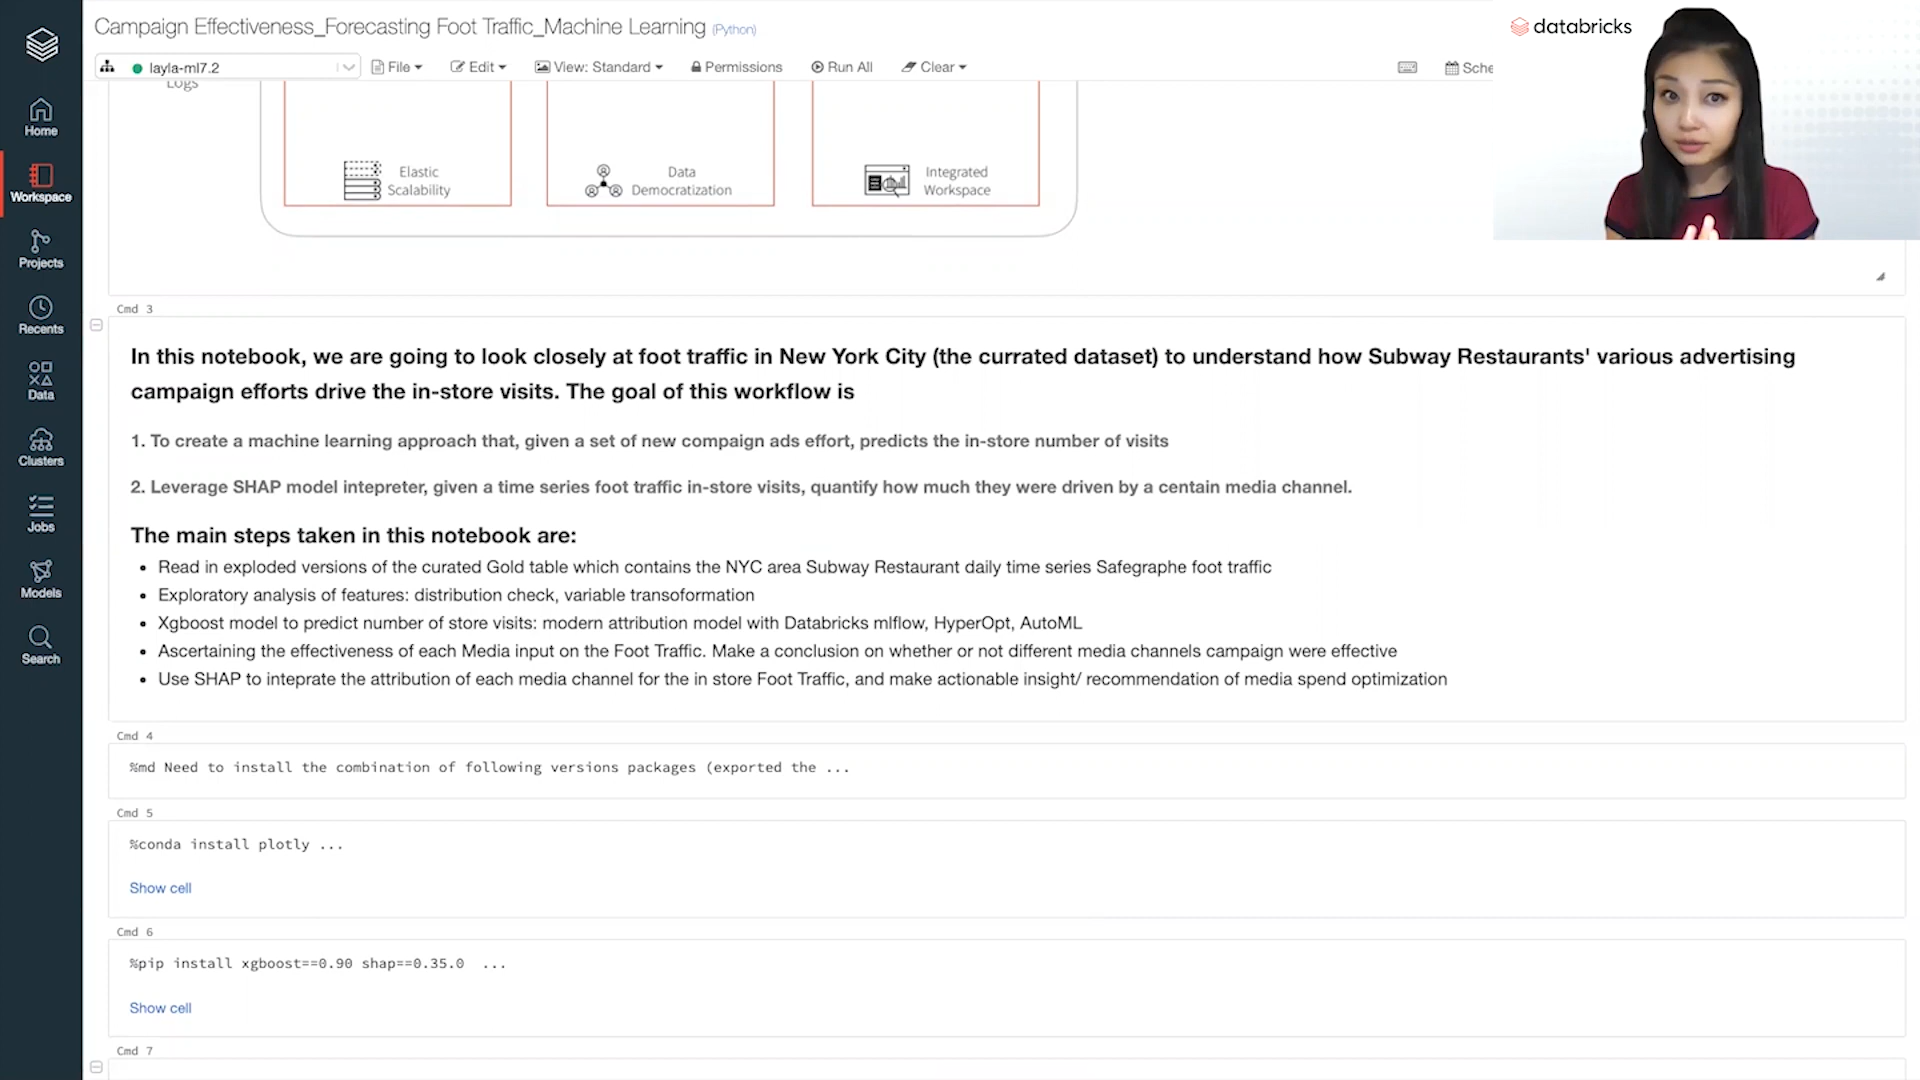 Campaign Effectiveness_Forecasting Foot Traffic_Machine Learning (Python)
databricks
layla-ml7.2
File
Edit
View: Standard
Permissions
Run All
Clear
Sche
Logs
Elastic
Scalability
Data
Democratization
Integrated
Workspace
Home
Workspace
Projects
Recents
Data
Clusters
Jobs
Models
Search
Cmd 3
In this notebook, we are going to look closely at foot traffic in New York City (the currated dataset) to understand how Subway Restaurants' various advertising
campaign efforts drive the in-store visits. The goal of this workflow is
1. To create a machine learning approach that, given a set of new compaign ads effort, predicts the in-store number of visits
2. Leverage SHAP model intepreter, given a time series foot traffic in-store visits, quantify how much they were driven by a centain media channel.
The main steps taken in this notebook are:
• Read in exploded versions of the curated Gold table which contains the NYC area Subway Restaurant daily time series Safegraphe foot traffic
• Exploratory analysis of features: distribution check, variable transoformation
• Xgboost model to predict number of store visits: modern attribution model with Databricks mlflow, HyperOpt, AutoML
• Ascertaining the effectiveness of each Media input on the Foot Traffic. Make a conclusion on whether or not different media channels campaign were effective
• Use SHAP to inteprate the attribution of each media channel for the in store Foot Traffic, and make actionable insight/ recommendation of media spend optimization
Cmd 4
%md Need to install the combination of following versions packages (exported the ...
Cmd 5
%conda install plotly ...
Show cell
Cmd 6
%pip install xgboost==0.90 shap==0.35.0 ...
Show cell
Cmd 7